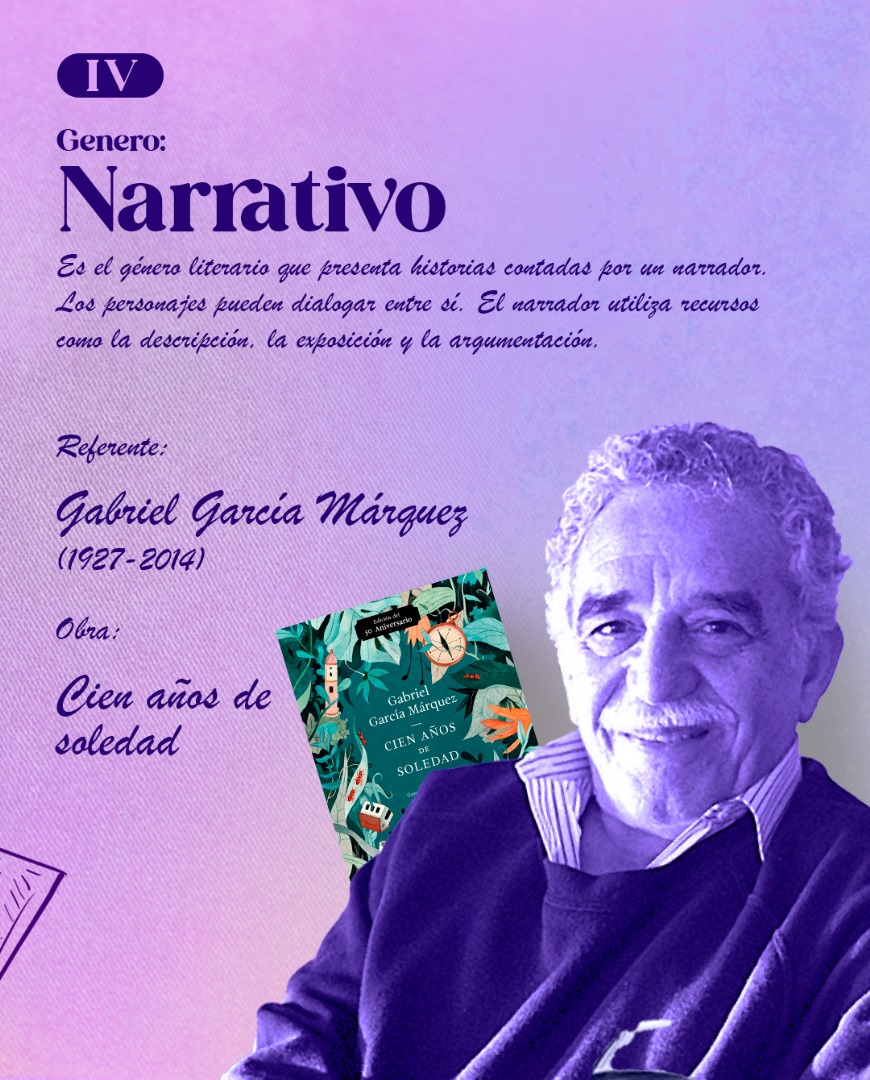 IV
Genero:
Narrativo
Es el género literario que presenta historias contadas por un narrador.
Los personajes pueden dialogar entre sí. El narrador utiliza recursos
como la descripción, la exposición y la argumentación.
Referente:
Gabriel García Márquez
(1927-2014)
Obra:
Cien años de
soledad
Edición del
50 Aniversario
Gabriel
García Márquez
CIEN AÑOS
DE
SOLEDAD